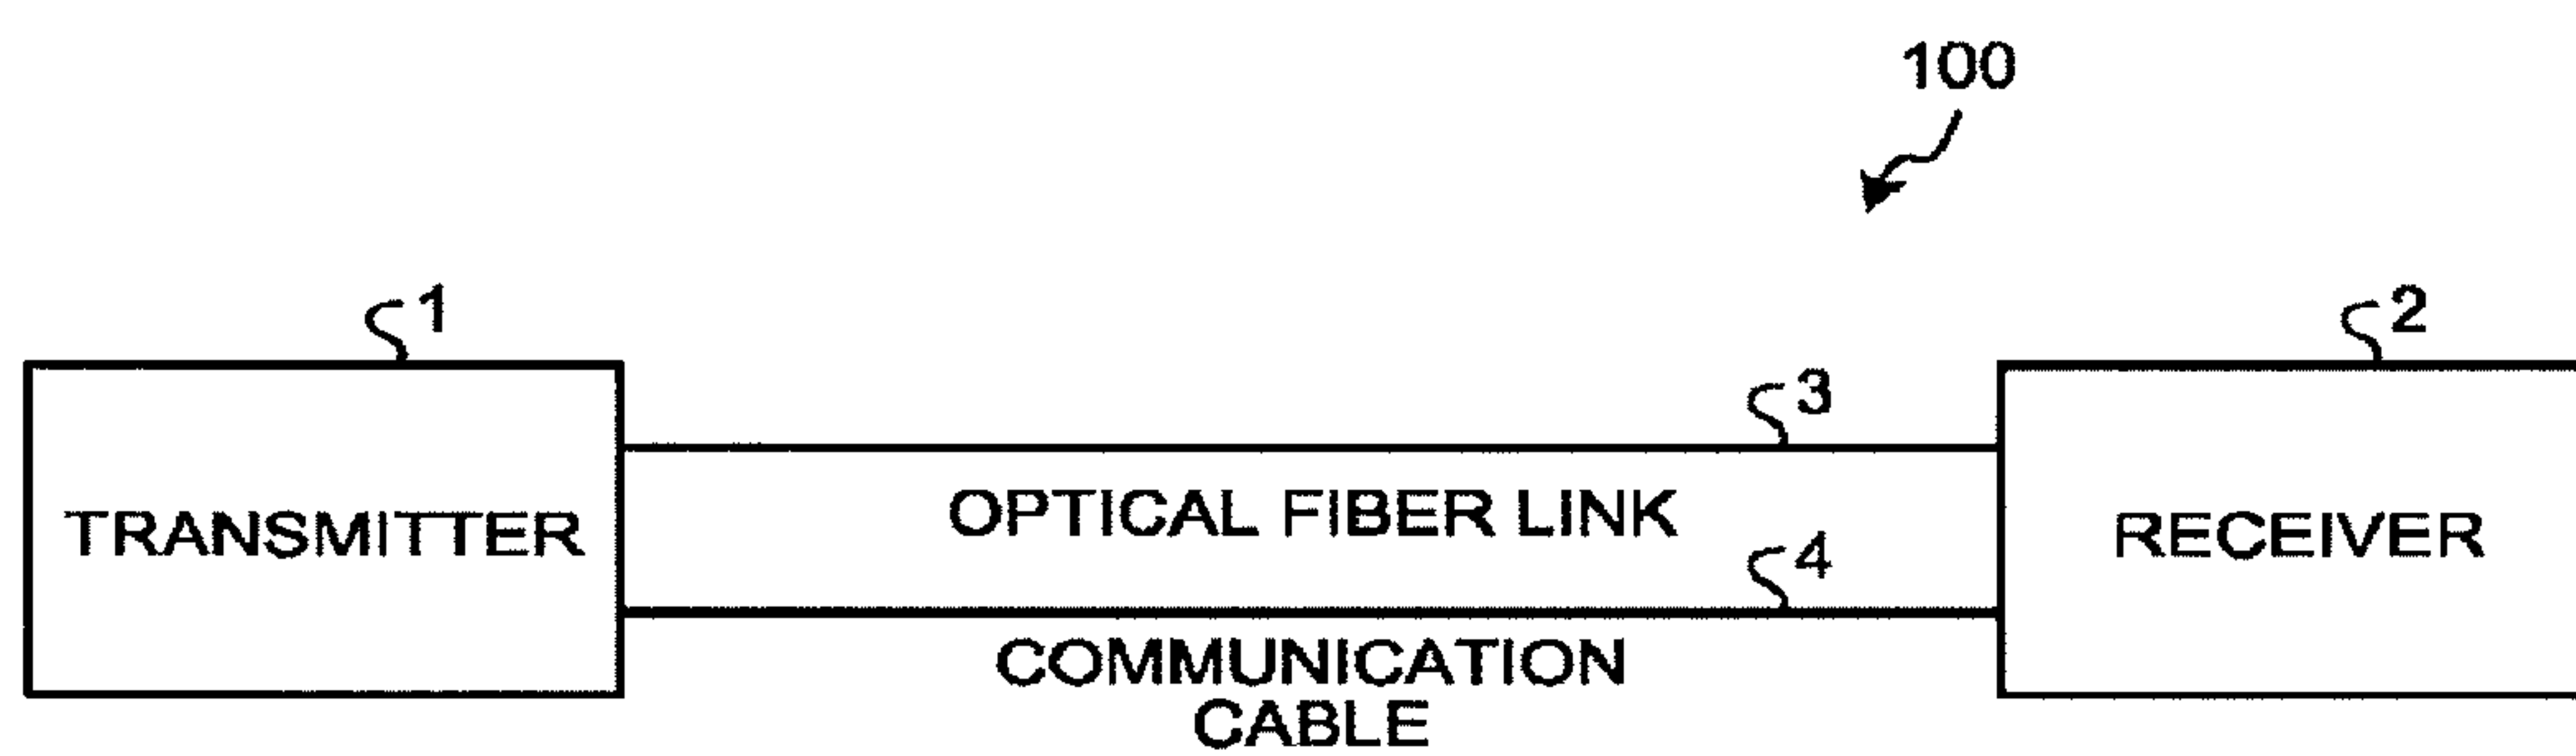 100
1
2
3
TRANSMITTER
OPTICAL FIBER LINK
RECEIVER
4
COMMUNICATION
CABLE